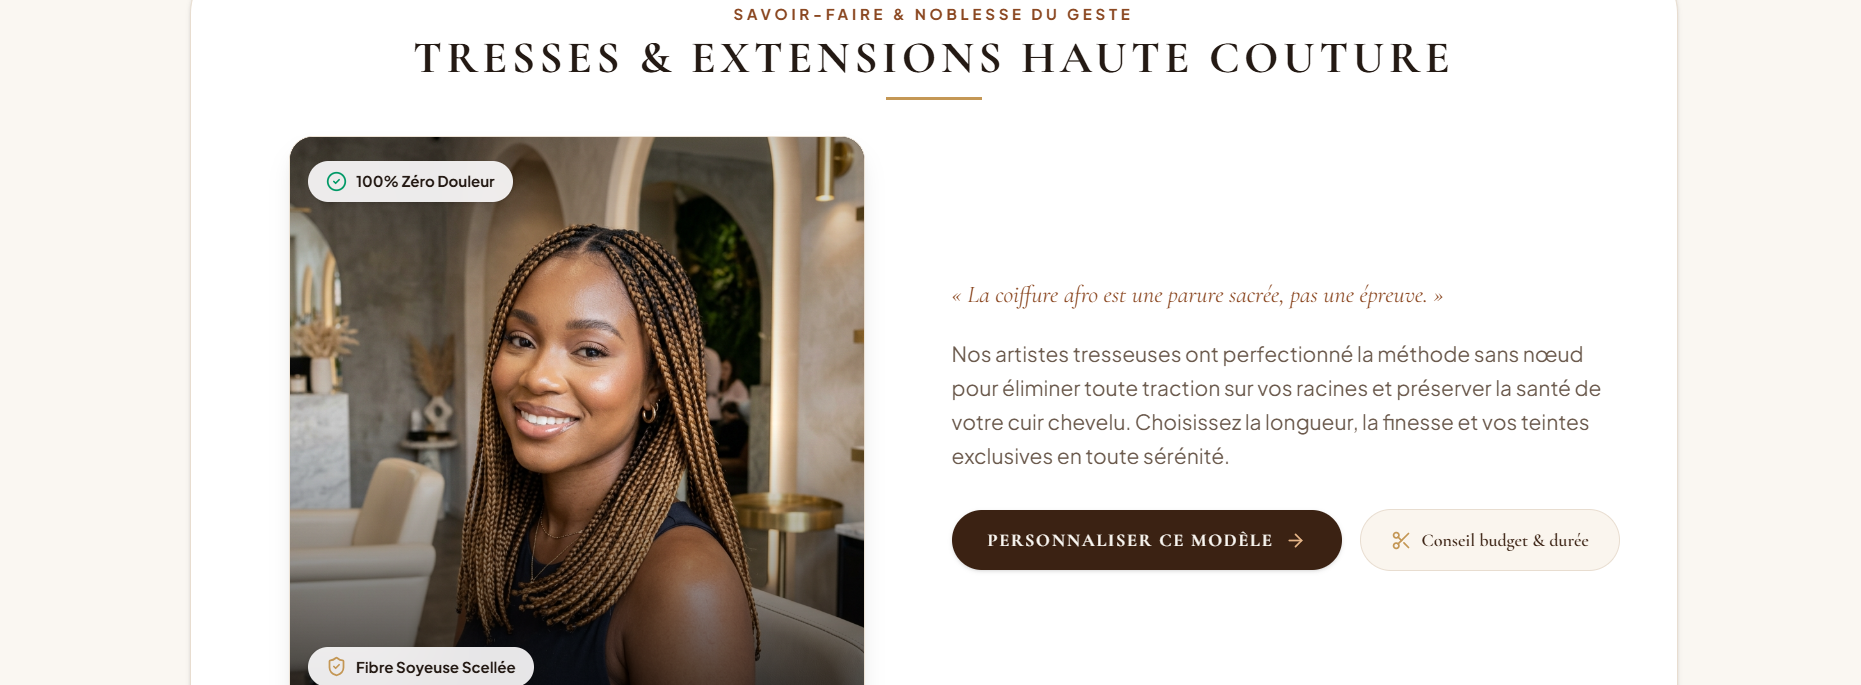 SAVOIR-FAIRE & NOBLESSE DU GESTE
TRESSES & EXTENSIONS HAUTE COUTURE
100% Zéro Douleur
« La coiffure afro est une parure sacrée, pas une épreuve. »
Nos artistes tresseuses ont perfectionné la méthode sans nœud
pour éliminer toute traction sur vos racines et préserver la santé de
votre cuir chevelu. Choisissez la longueur, la finesse et vos teintes
exclusives en toute sérénité.
PERSONNALISER CE MODÈLE
Conseil budget & durée
Fibre Soyeuse Scellée